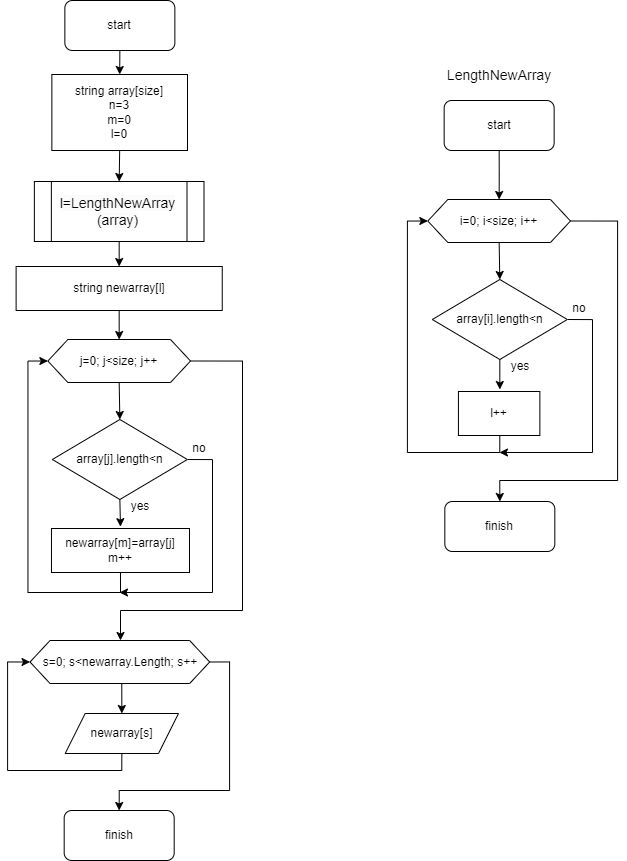 start
string array[size]
n=3
m=0
l=0
l=LengthNewArray
(array)
string newarray[l]
j=0; j<size; j++
array[j].length<n
no
yes
newarray[m]=array[j]
m++
s=0; s<newarray.Length; s++
newarray[s]
finish
LengthNewArray
start
i=0; i<size; i++
array[i].length<n
no
yes
l++
finish